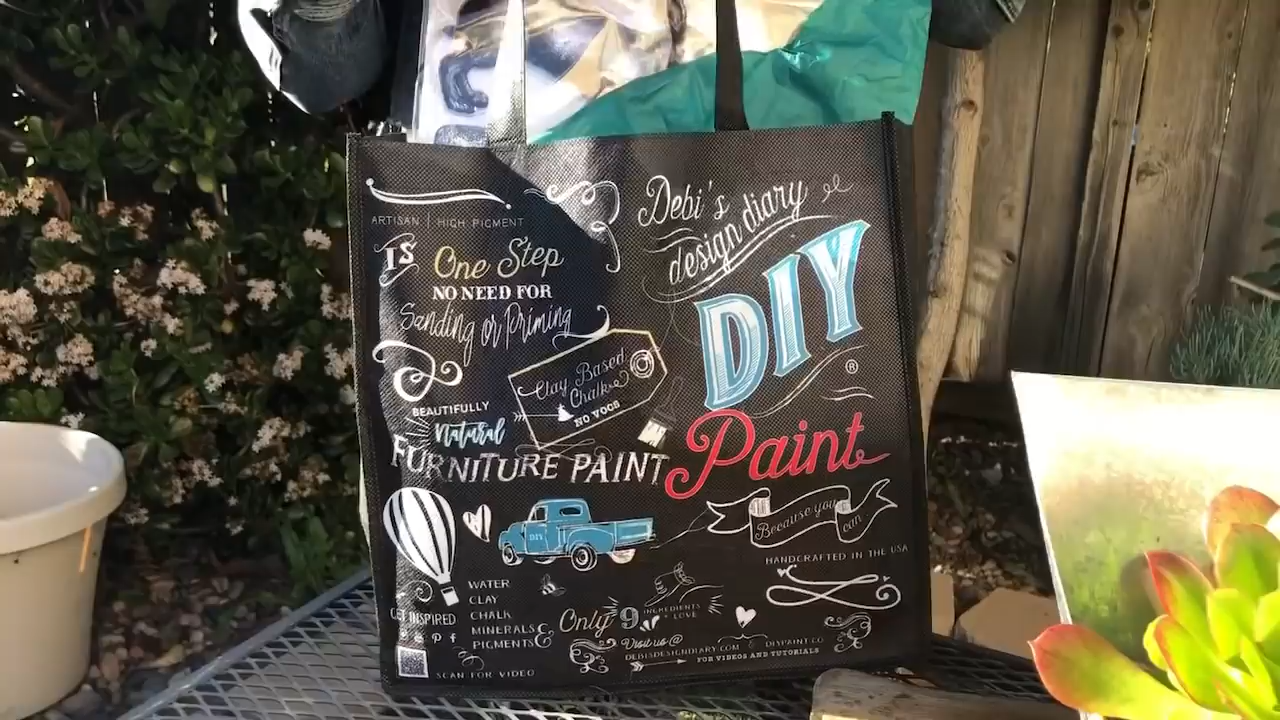 ARTISAN | HIGH PIGMENT
IS One Step
NO NEED FOR
Sanding or Priming
Clay Based
Chalk
NO VOCS
BEAUTIFULLY
Natural
FURNITURE PAINT
Debi's
design diary
DIY
®
Paint
Because you
can
HANDCRAFTED IN THE USA
DIY
WATER
CLAY
CHALK
MINERALS &
PIGMENTS
GET INSPIRED
SCAN FOR VIDEO
Only 9 INGREDIENTS
+ LOVE
Visit us @
DEBISDESIGNDIARY.COM & DIYPAINT.CO
FOR VIDEOS AND TUTORIALS